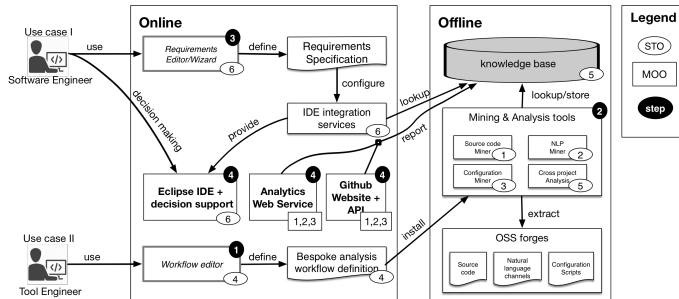 Use case I
Software Engineer
use
decision making
Online
Requirements
Editor/Wizard
3
6
define
Requirements
Specification
configure
IDE integration
services
6
provide
lookup
report
Eclipse IDE +
decision support
4
6
Analytics
Web Service
4
1,2,3
Github
Website +
API
4
1,2,3
Use case II
Tool Engineer
use
Workflow editor
1
4
define
Bespoke analysis
workflow definition
4
install
Offline
knowledge base
5
lookup/store
Mining & Analysis tools
2
Source code
Miner
1
NLP
Miner
2
Configuration
Miner
3
Cross project
Analysis
5
extract
OSS forges
Source
code
Natural
language
channels
Configuration
Scripts
Legend
STO
MOO
step